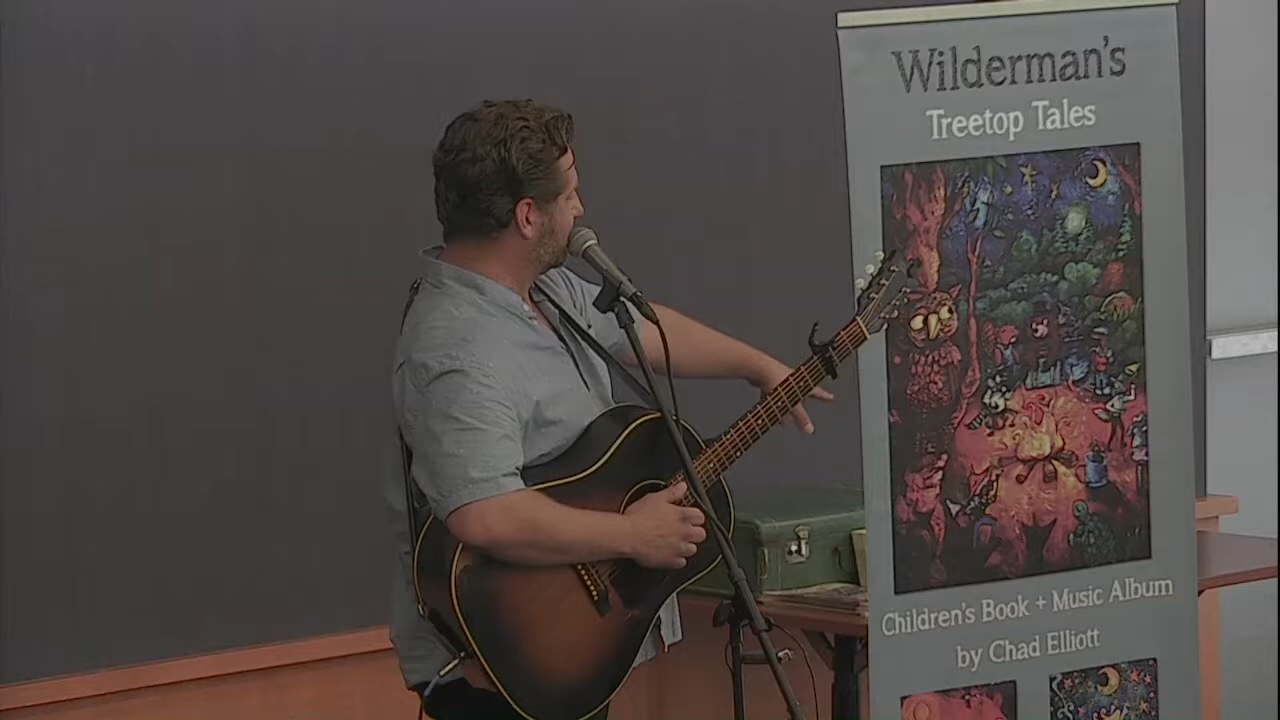 Wilderman's
Treetop Tales
Children's Book + Music Album
by Chad Elliott